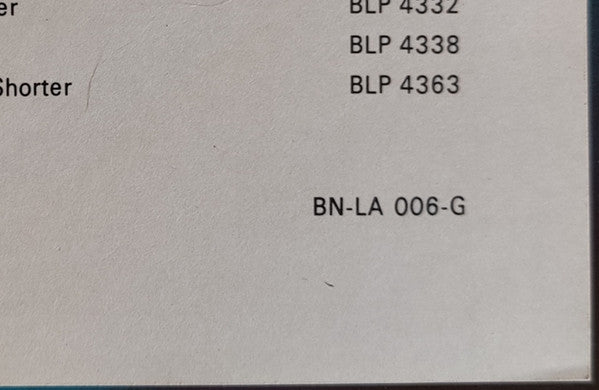 er BLP 4332
BLP 4338
Shorter BLP 4363
BN-LA 006-G